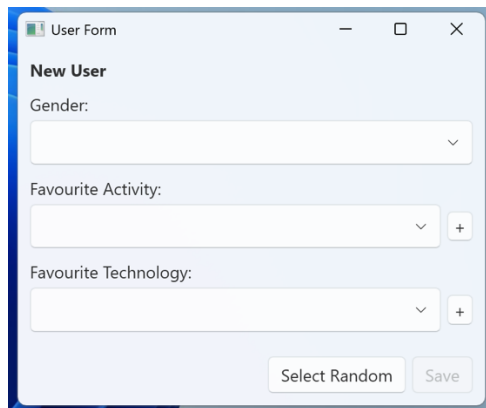 User Form
New User
Gender:
Favourite Activity:
+
Favourite Technology:
+
Select Random Save